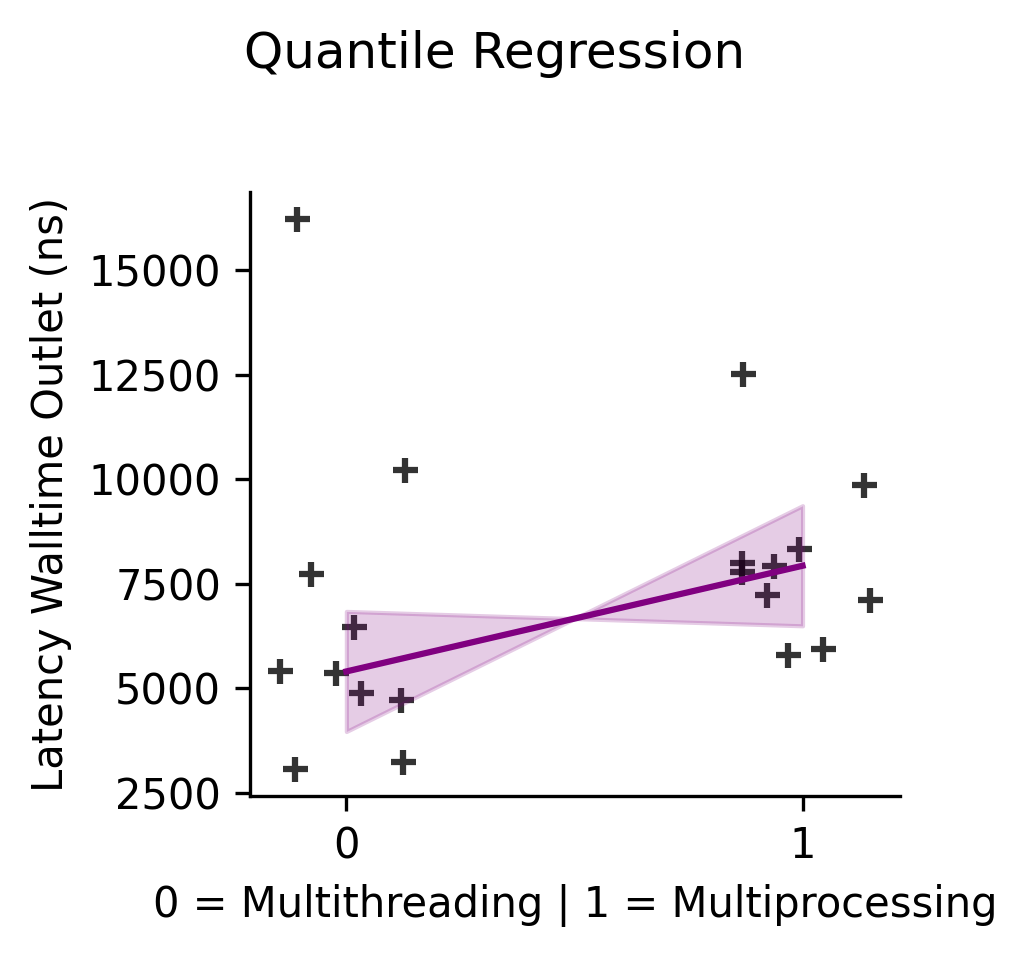 Quantile Regression
Latency Walltime Outlet (ns)
15000
12500
10000
7500
5000
2500
0 1
0 = Multithreading | 1 = Multiprocessing